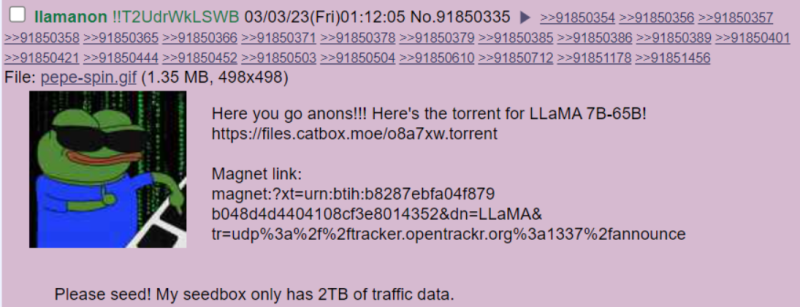 llamanon !!T2UdrWkLSWB 03/03/23(Fri)01:12:05 No.91850335 ▶ >>91850354 >>91850356 >>91850357
>>91850358 >>91850365 >>91850366 >>91850371 >>91850378 >>91850379 >>91850385 >>91850386 >>91850389 >>91850401
>>91850421 >>91850444 >>91850452 >>91850503 >>91850504 >>91850610 >>91850712 >>91851178 >>91851456
File: pepe-spin.gif (1.35 MB, 498x498)
Here you go anons!!! Here's the torrent for LLaMA 7B-65B!
https://files.catbox.moe/o8a7xw.torrent
Magnet link:
magnet:?xt=urn:btih:b8287ebfa04f879
b048d4d4404108cf3e8014352&dn=LLaMA&
tr=udp%3a%2f%2ftracker.opentrackr.org%3a1337%2fannounce
Please seed! My seedbox only has 2TB of traffic data.